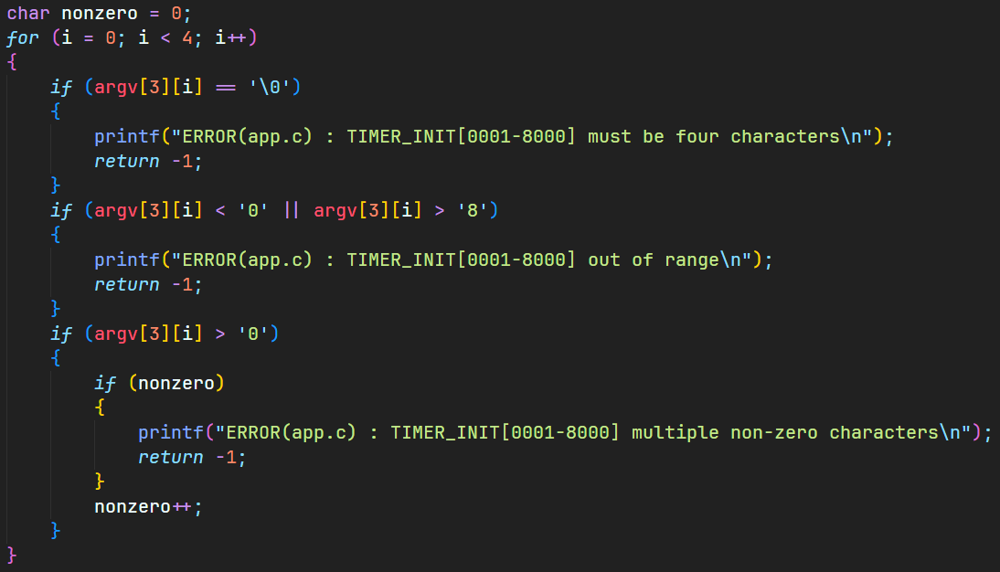 char nonzero = 0;
for (i = 0; i < 4; i++)
{
    if (argv[3][i] == '\0')
    {
        printf("ERROR(app.c) : TIMER_INIT[0001-8000] must be four characters\n");
        return -1;
    }
    if (argv[3][i] < '0' || argv[3][i] > '8')
    {
        printf("ERROR(app.c) : TIMER_INIT[0001-8000] out of range\n");
        return -1;
    }
    if (argv[3][i] > '0')
    {
        if (nonzero)
        {
            printf("ERROR(app.c) : TIMER_INIT[0001-8000] multiple non-zero characters\n");
            return -1;
        }
        nonzero++;
    }
}